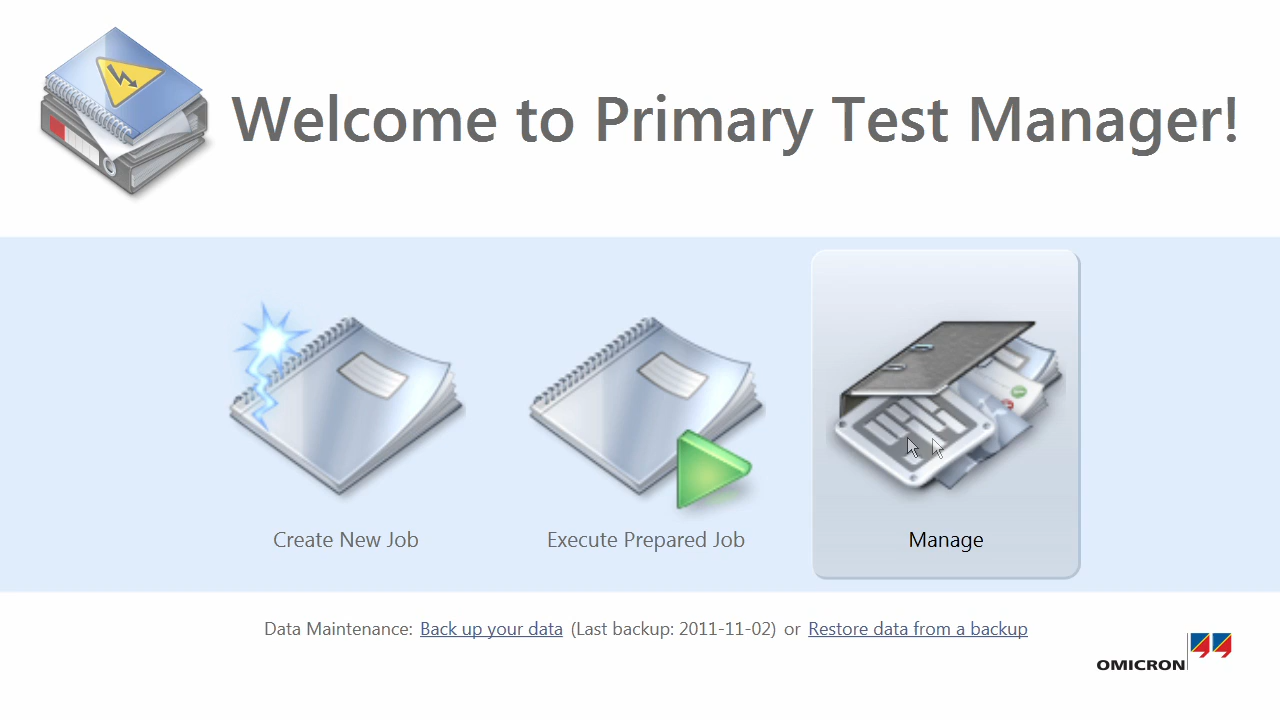 Welcome to Primary Test Manager!
Create New Job
Execute Prepared Job
Manage
Data Maintenance: Back up your data (Last backup: 2011-11-02) or Restore data from a backup
OMICRON